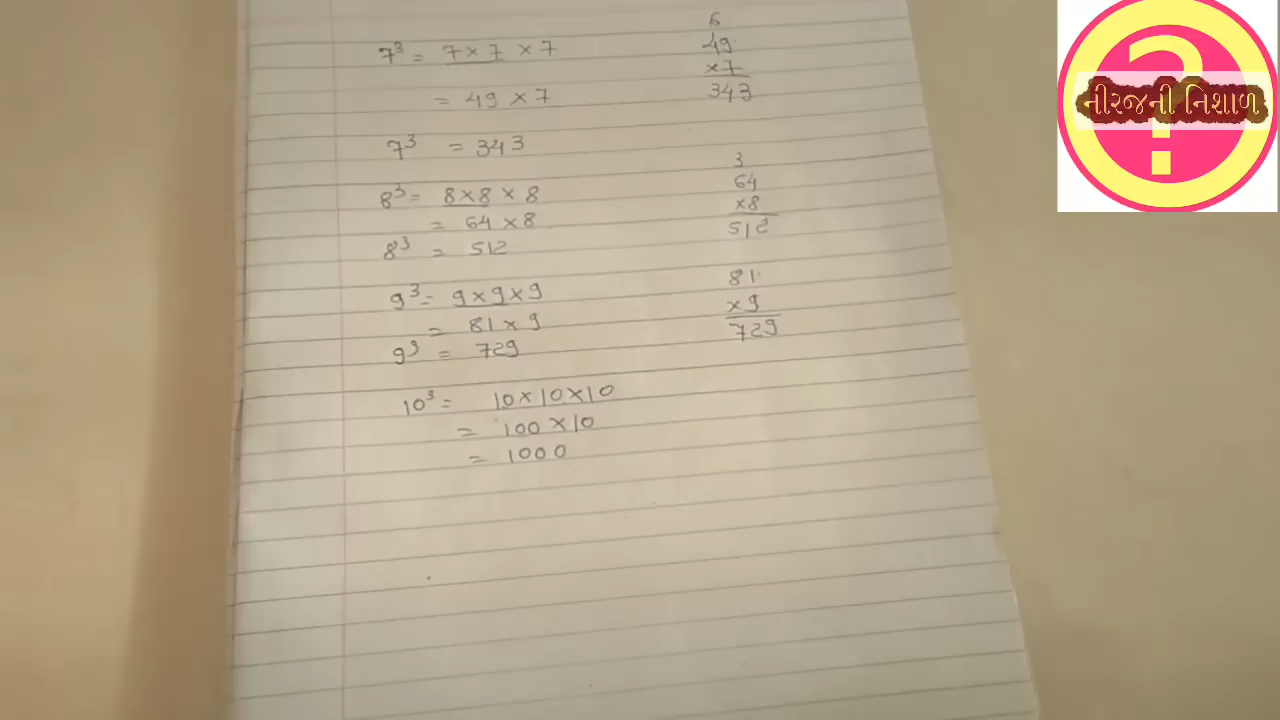 7³ = 7 × 7 × 7
= 49 × 7
7³ = 343
8³ = 8 × 8 × 8
= 64 × 8
8³ = 512
9³ = 9 × 9 × 9
= 81 × 9
9³ = 729
10³ = 10 × 10 × 10
= 100 × 10
= 1000
6
49
× 7
343
3
64
× 8
512
81
× 9
729
?
નીરજની નિશાળ